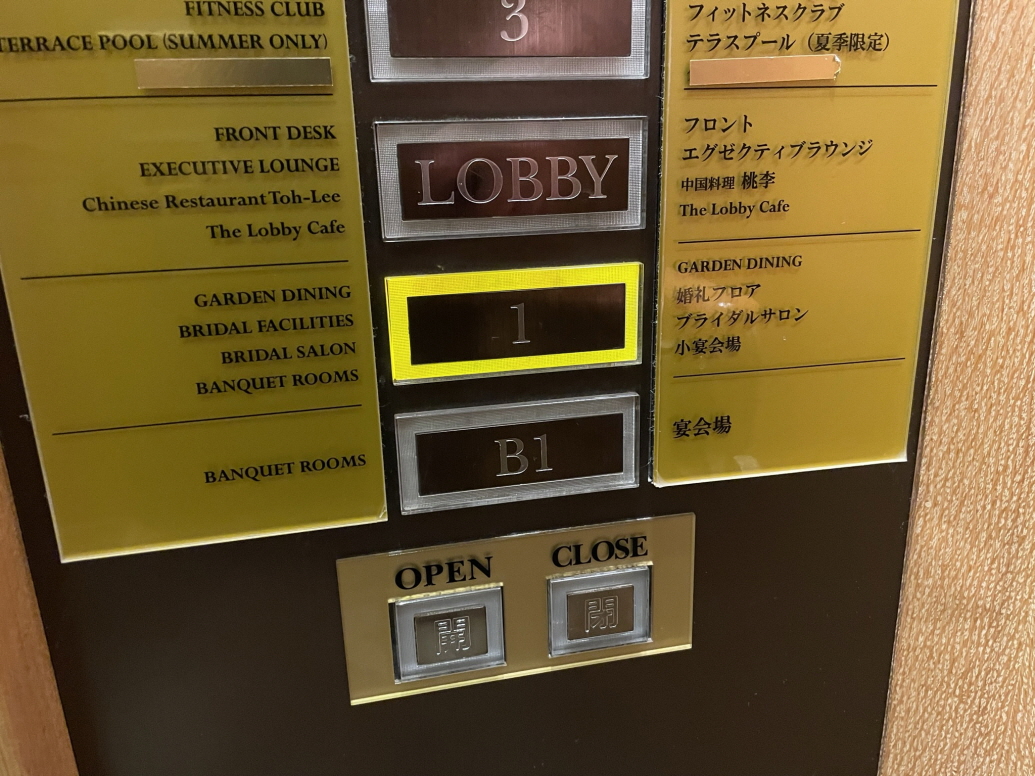 FITNESS CLUB
TERRACE POOL (SUMMER ONLY)
FRONT DESK
EXECUTIVE LOUNGE
Chinese Restaurant Toh-Lee
The Lobby Cafe
GARDEN DINING
BRIDAL FACILITIES
BRIDAL SALON
BANQUET ROOMS
BANQUET ROOMS
3
LOBBY
1
B1
フィットネスクラブ
テラスプール（夏季限定）
フロント
エグゼクティブラウンジ
中国料理 桃李
The Lobby Cafe
GARDEN DINING
婚礼フロア
ブライダルサロン
小宴会場
宴会場
OPEN
CLOSE
開
閉